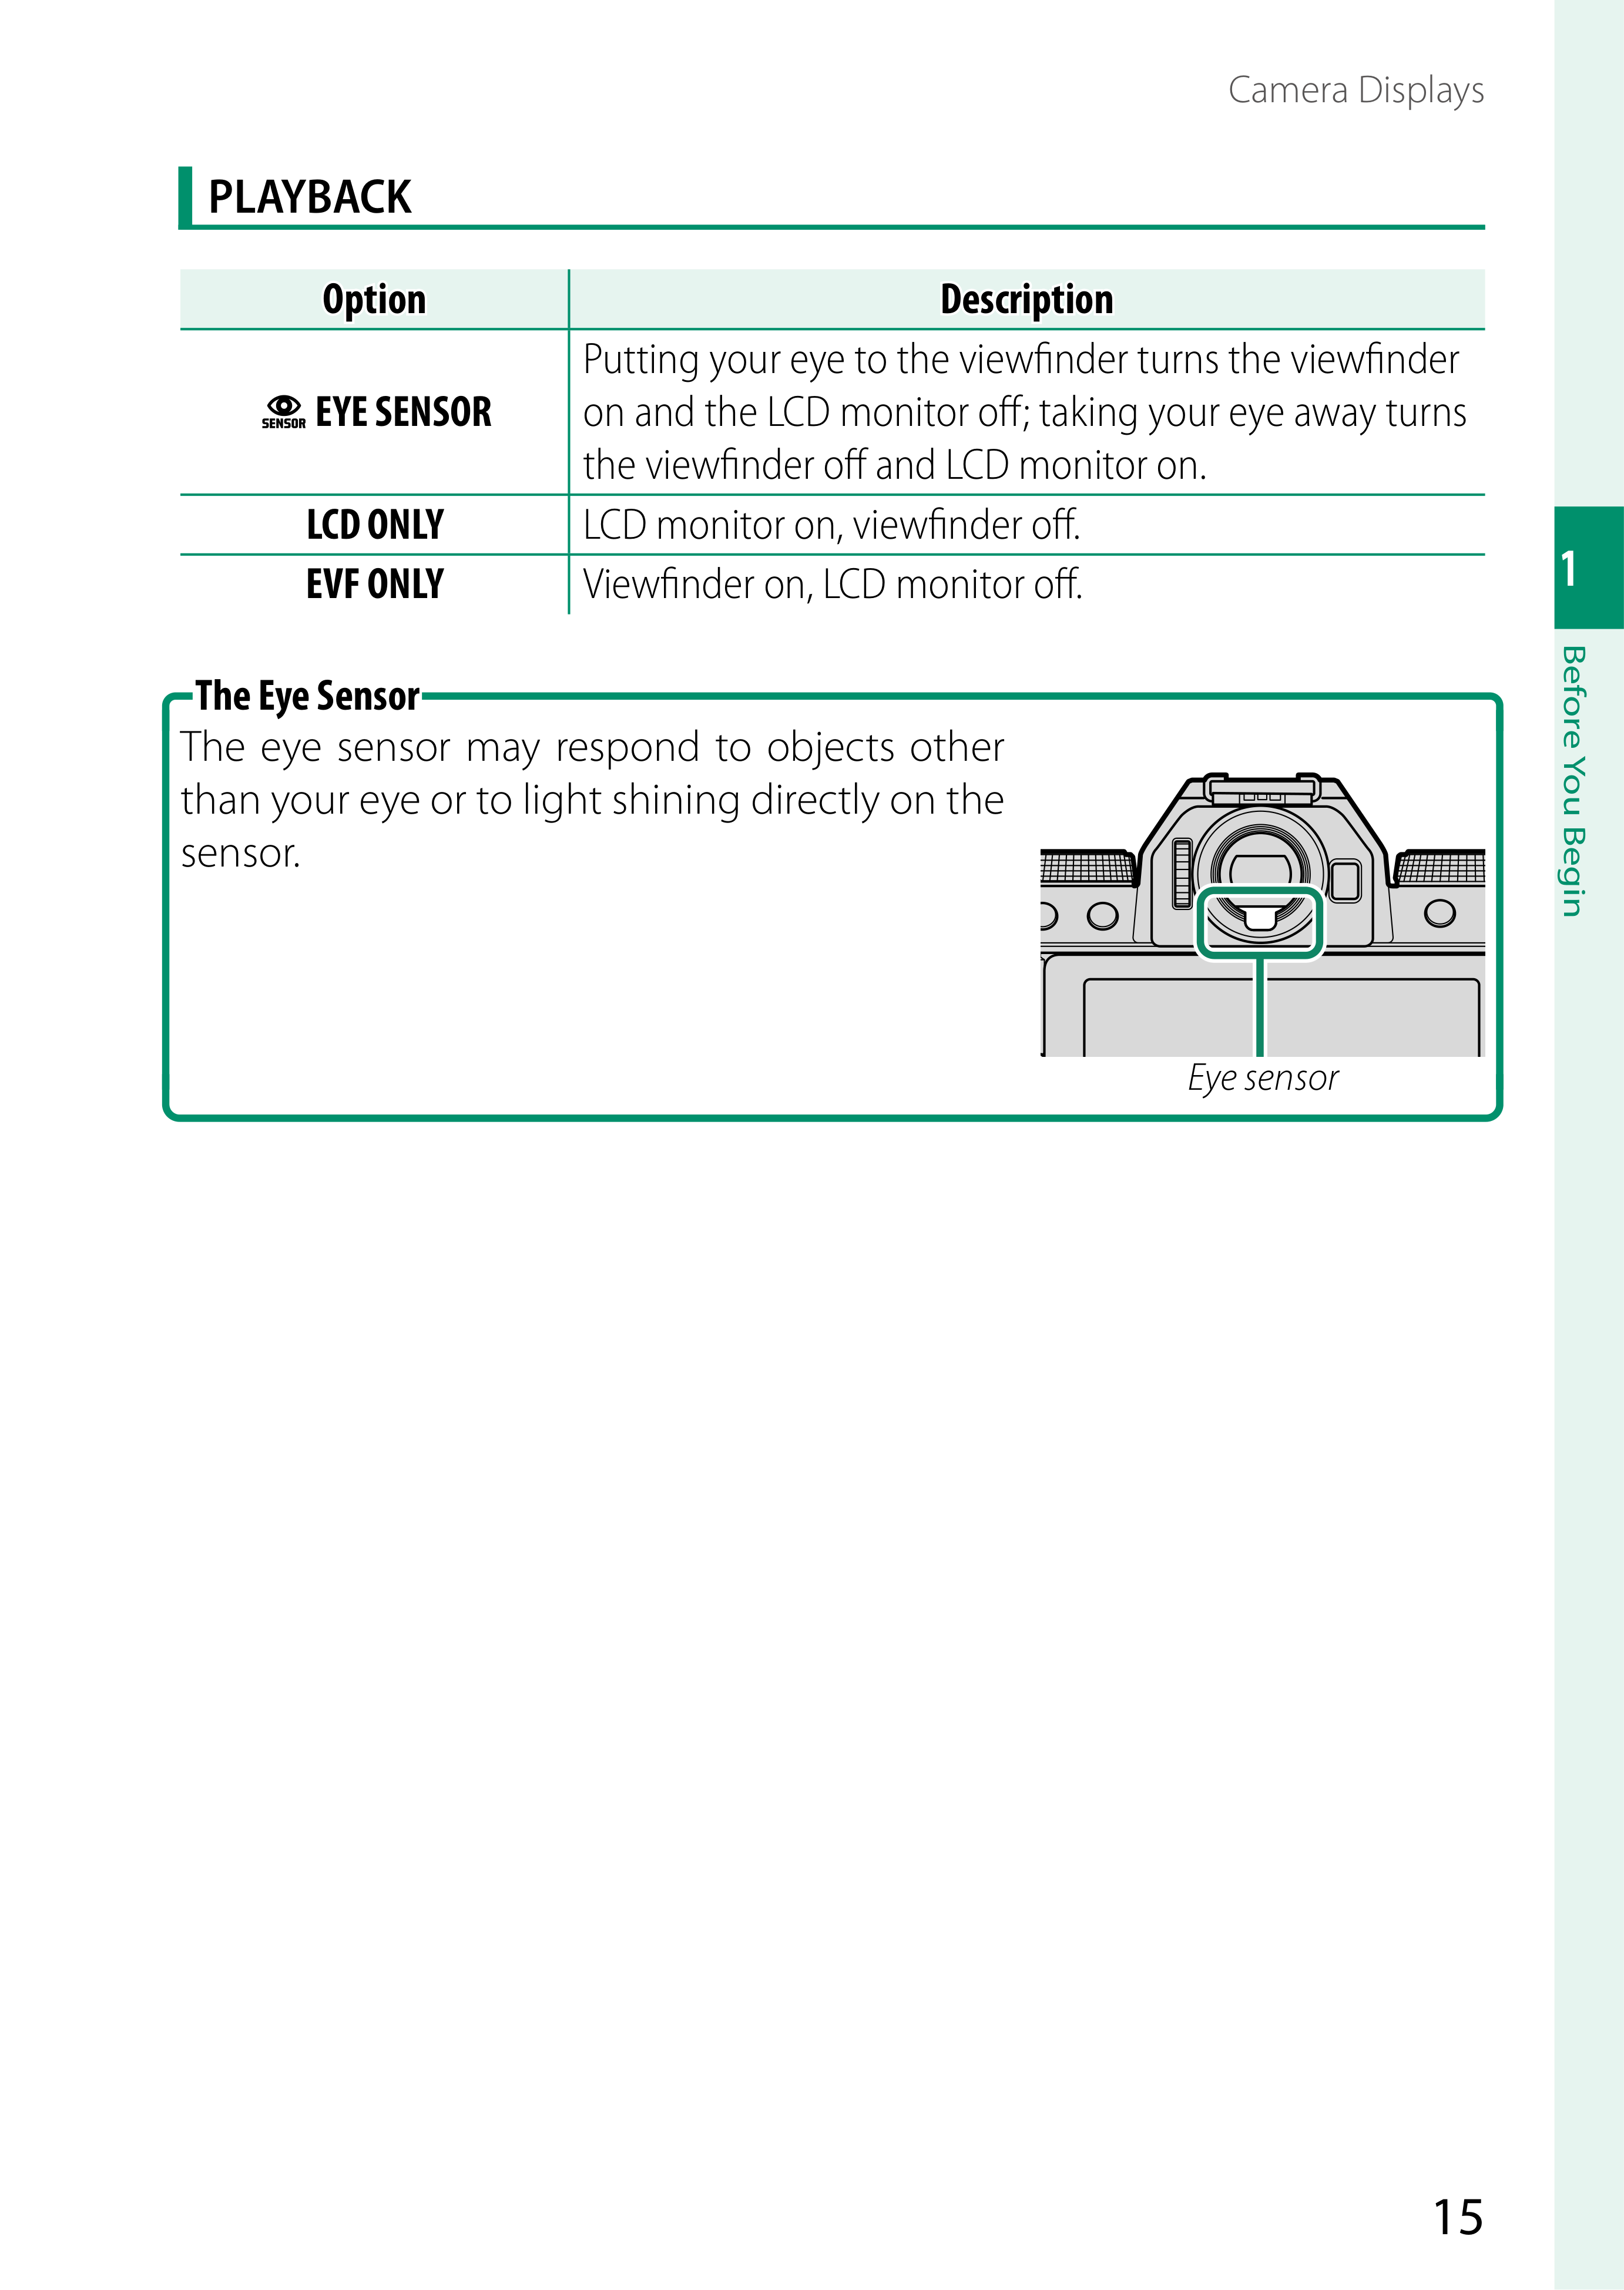 Camera Displays
PLAYBACK
Option
Description
SENSOR EYE SENSOR
Putting your eye to the viewfinder turns the viewfinder
on and the LCD monitor off; taking your eye away turns
the viewfinder off and LCD monitor on.
LCD ONLY
LCD monitor on, viewfinder off.
EVF ONLY
Viewfinder on, LCD monitor off.
The Eye Sensor
The eye sensor may respond to objects other
than your eye or to light shining directly on the
sensor.
Eye sensor
1
Before You Begin
15